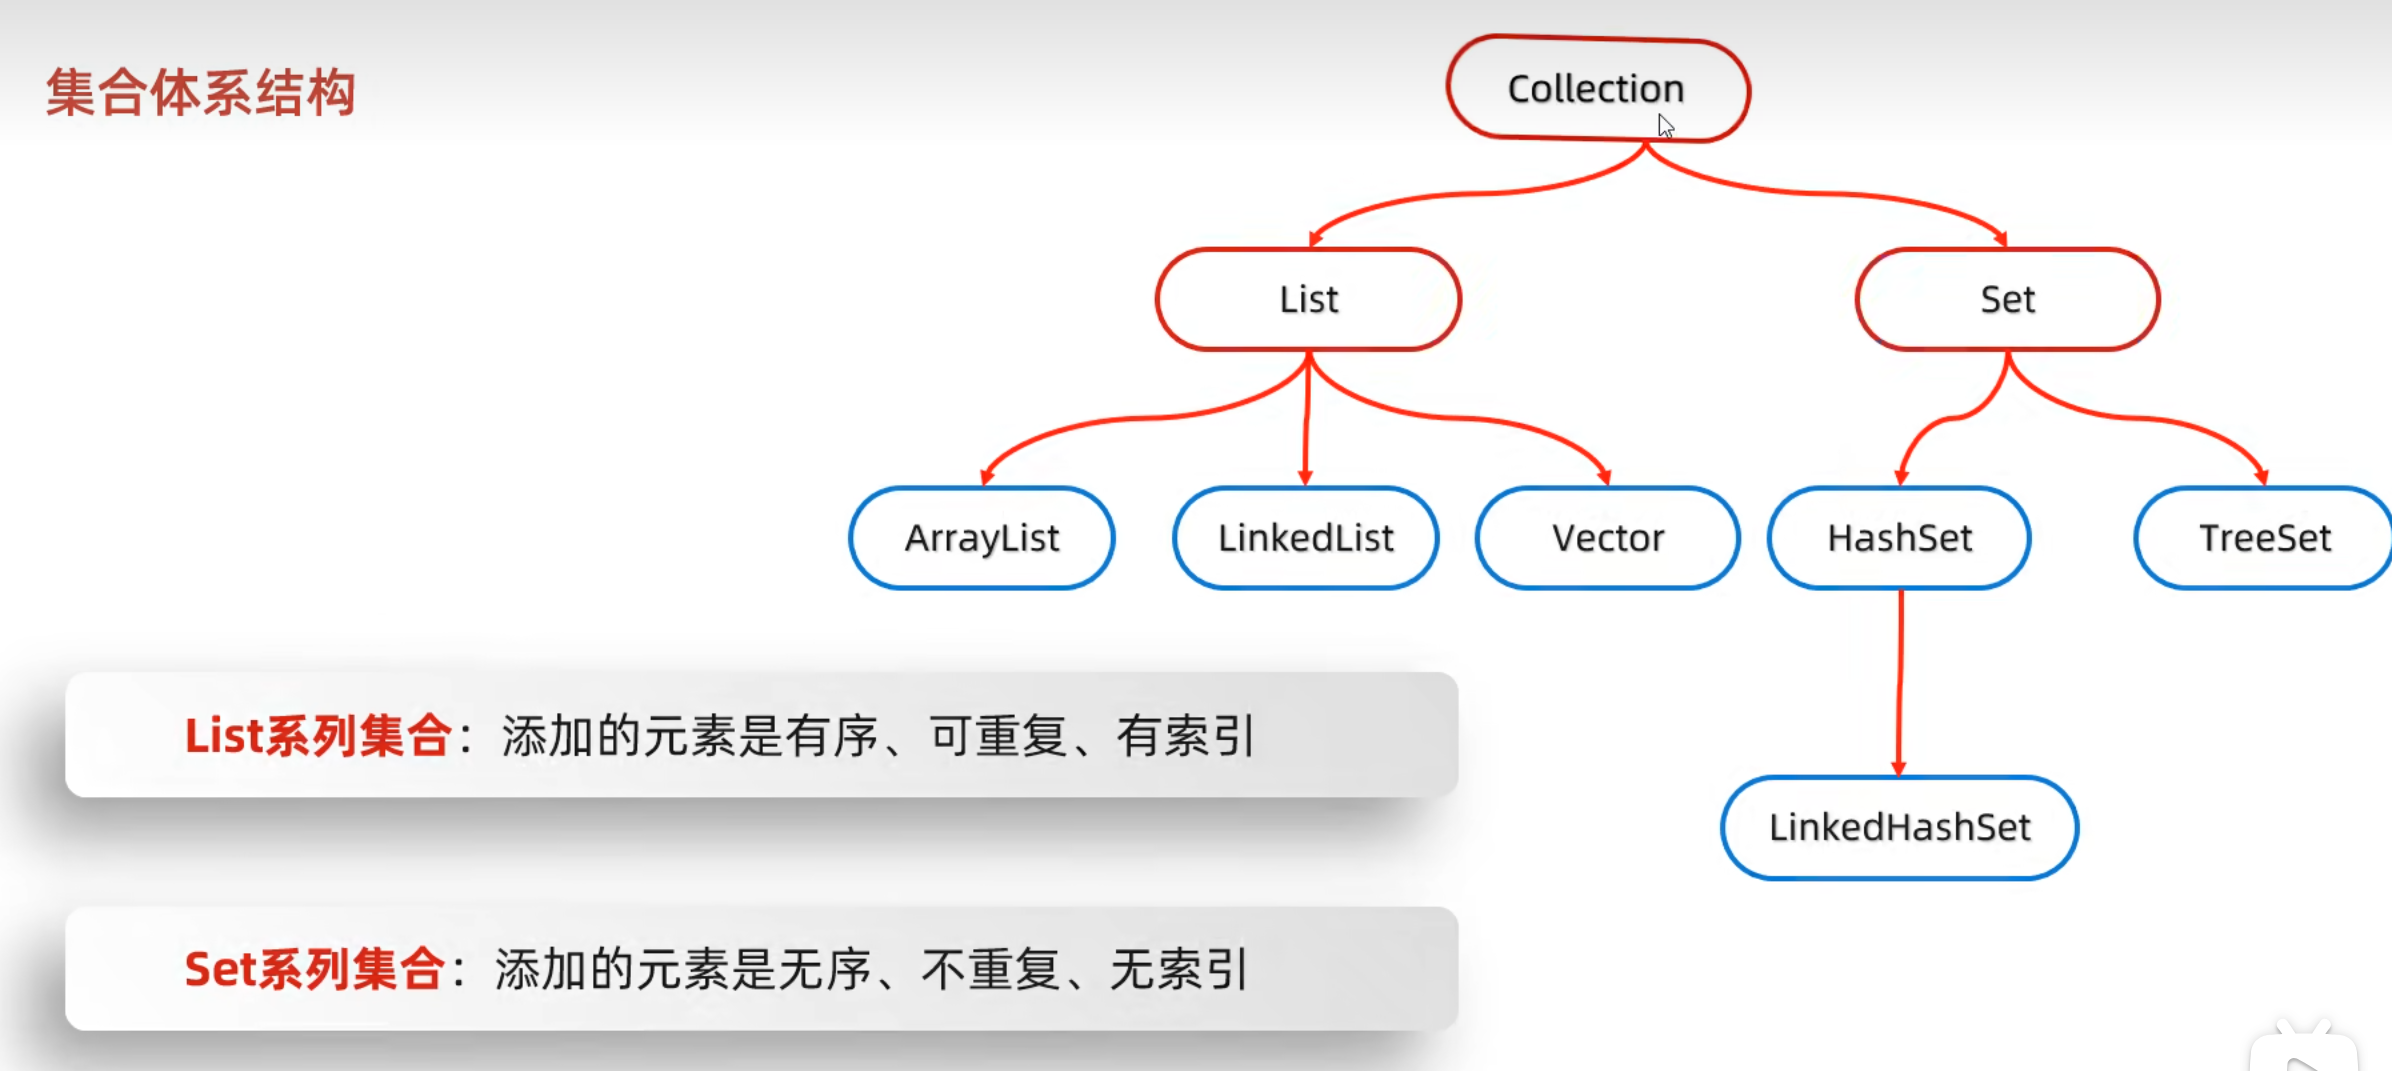 集合体系结构
Collection
List
Set
ArrayList
LinkedList
Vector
HashSet
TreeSet
LinkedHashSet
List系列集合：添加的元素是有序、可重复、有索引
Set系列集合：添加的元素是无序、不重复、无索引